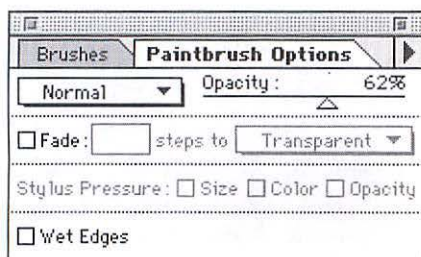 Brushes Paintbrush Options
Normal Opacity: 62%
Fade: steps to Transparent
Stylus Pressure: Size Color Opacity
Wet Edges